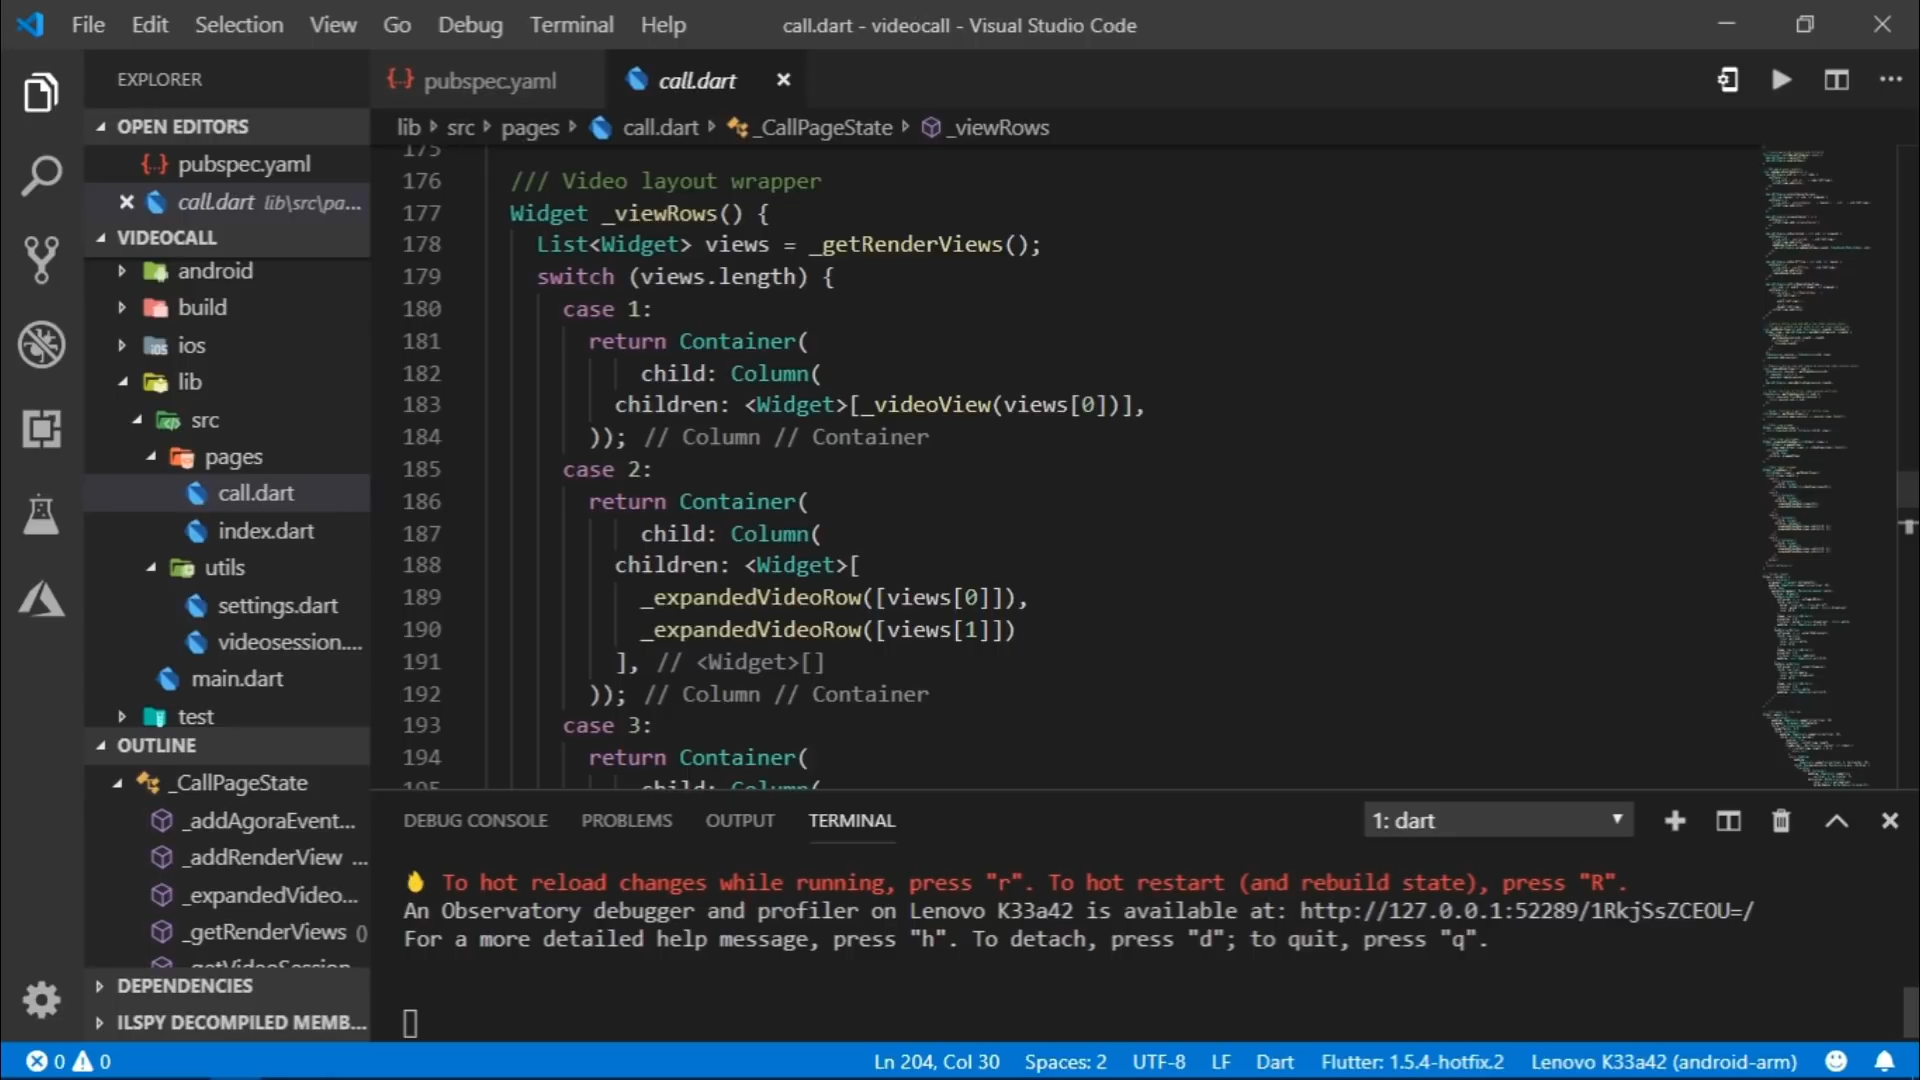 File Edit Selection View Go Debug Terminal Help
call.dart - videocall - Visual Studio Code
EXPLORER
OPEN EDITORS
{..} pubspec.yaml
call.dart lib\src\pa...
VIDEOCALL
android
build
ios
lib
src
pages
call.dart
index.dart
utils
settings.dart
videosession....
main.dart
test
OUTLINE
_CallPageState
_addAgoraEvent...
_addRenderView ...
_expandedVideo...
_getRenderViews ()
_getVideoSession
DEPENDENCIES
ILSPY DECOMPILED MEMB...
{..} pubspec.yaml
call.dart
lib src pages call.dart _CallPageState _viewRows
175
176 /// Video layout wrapper
177 Widget _viewRows() {
178 List<Widget> views = _getRenderViews();
179 switch (views.length) {
180 case 1:
181 return Container(
182 child: Column(
183 children: <Widget>[_videoView(views[0])],
184 )); // Column // Container
185 case 2:
186 return Container(
187 child: Column(
188 children: <Widget>[
189 _expandedVideoRow([views[0]]),
190 _expandedVideoRow([views[1]])
191 ], // <Widget>[]
192 )); // Column // Container
193 case 3:
194 return Container(
195 child: Column(
DEBUG CONSOLE PROBLEMS OUTPUT TERMINAL
1: dart
To hot reload changes while running, press "r". To hot restart (and rebuild state), press "R".
An Observatory debugger and profiler on Lenovo K33a42 is available at: http://127.0.0.1:52289/1RkjSsZCEOU=/
For a more detailed help message, press "h". To detach, press "d"; to quit, press "q".
0 0
Ln 204, Col 30 Spaces: 2 UTF-8 LF Dart Flutter: 1.5.4-hotfix.2 Lenovo K33a42 (android-arm)